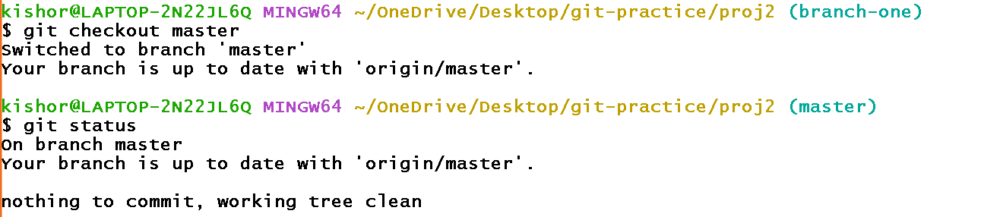 kishor@LAPTOP-2N22JL6Q MINGW64 ~/OneDrive/Desktop/git-practice/proj2 (branch-one)
$ git checkout master
Switched to branch 'master'
Your branch is up to date with 'origin/master'.
kishor@LAPTOP-2N22JL6Q MINGW64 ~/OneDrive/Desktop/git-practice/proj2 (master)
$ git status
On branch master
Your branch is up to date with 'origin/master'.
nothing to commit, working tree clean